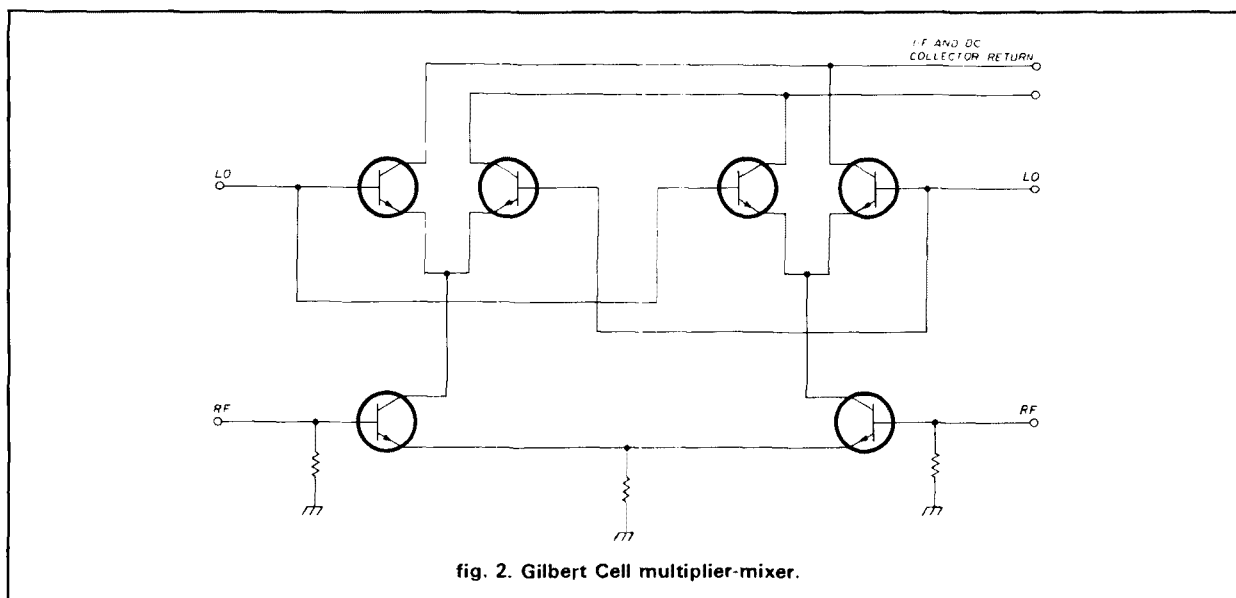 I-F AND DC
COLLECTOR RETURN
LO
LO
RF
RF
fig. 2. Gilbert Cell multiplier-mixer.